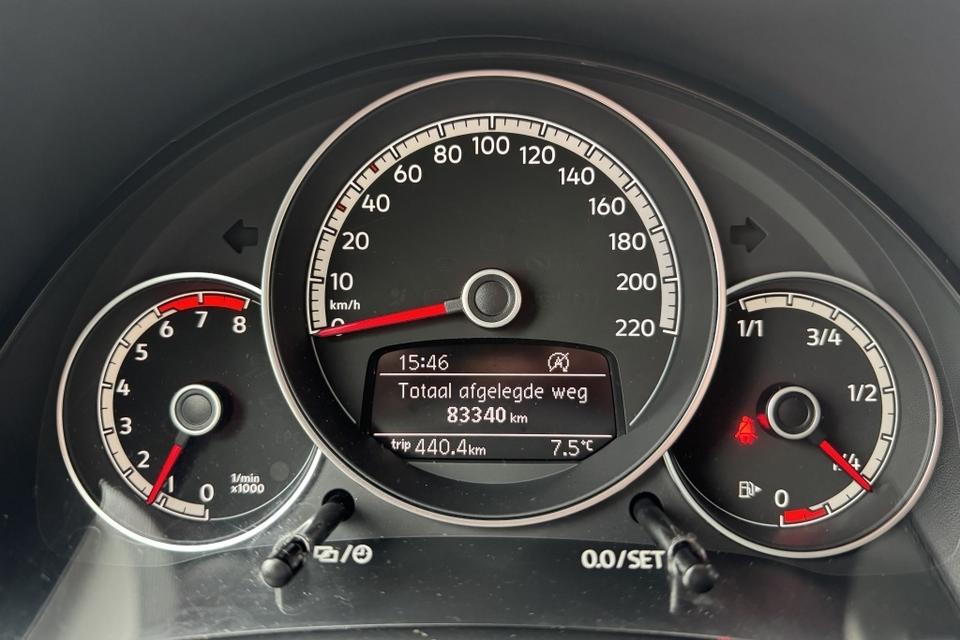 100
80 120
60 140
40 160
20 180
10 200
km/h
0 220
6 7 8
5
4
3
2
1
0
1/min
x1000
15:46
Totaal afgelegde weg
83340 km
trip 440.4km 7.5°C
1/1
3/4
1/2
1/4
0
0.0/SET